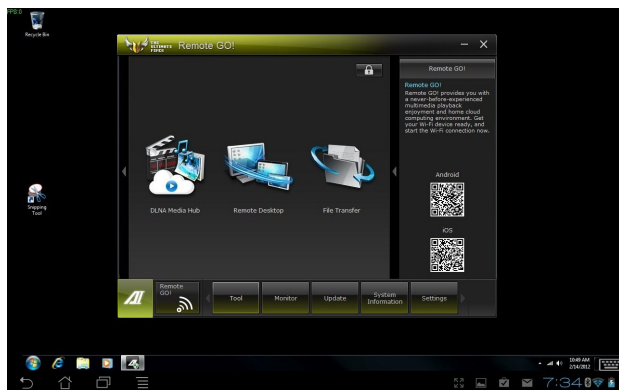 FPS:0
Recycle Bin
THE
ULTIMATE
FORCE
Remote GO!
Remote GO!
Remote GO!
Remote GO! provides you with
a never-before-experienced
multimedia playback
enjoyment and home cloud
computing environment. Get
your Wi-Fi device ready, and
start the Wi-Fi connection now.
Android
iOS
DLNA Media Hub
Remote Desktop
File Transfer
Snipping
Tool
Remote
GO!
Tool
Monitor
Update
System
Information
Settings
10:49 AM
2/14/2012
7:34